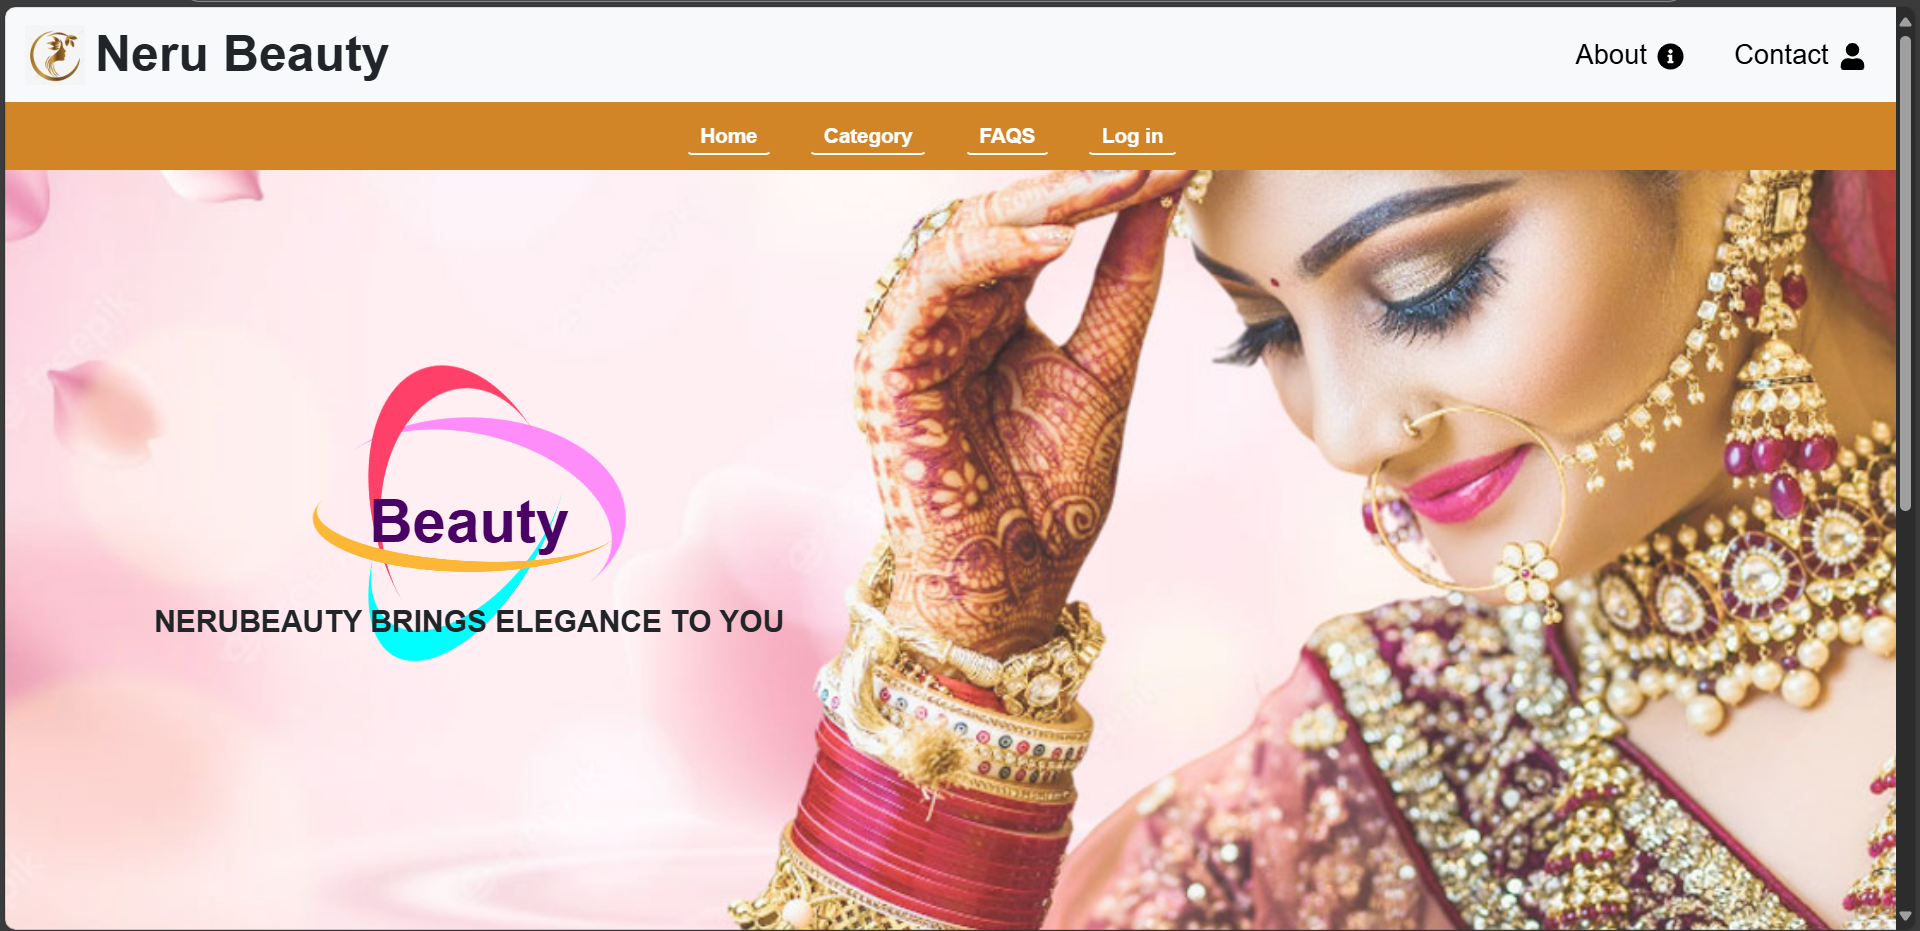 Neru Beauty
About
Contact
Home
Category
FAQS
Log in
Beauty
NERUBEAUTY BRINGS ELEGANCE TO YOU